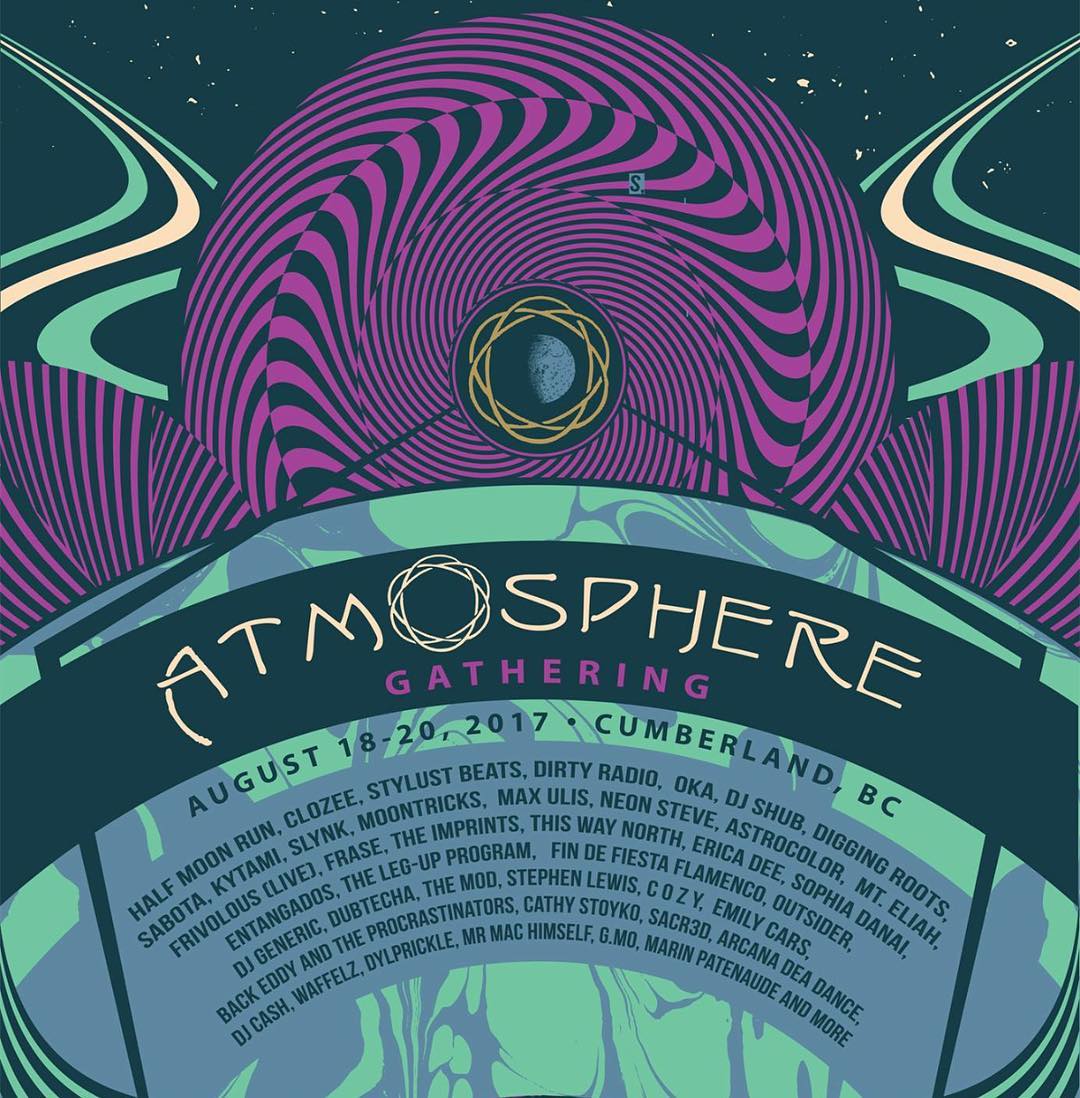 S.
ATMOSPHERE
GATHERING
AUGUST 18-20, 2017 • CUMBERLAND, BC
HALF MOON RUN, CLOZEE, STYLUST BEATS, DIRTY RADIO, OKA, DJ SHUB, DIGGING ROOTS,
SABOTA, KYTAMI, SLYNK, MOONTRICKS, MAX ULIS, NEON STEVE, ASTROCOLOR, MT. ELIAH,
FRIVOLOUS (LIVE), FRASE, THE IMPRINTS, THIS WAY NORTH, ERICA DEE, SOPHIA DANAI,
ENTANGADOS, THE LEG-UP PROGRAM, FIN DE FIESTA FLAMENCO, OUTSIDER,
DJ GENERIC, DUBTECHA, THE MOD, STEPHEN LEWIS, C O Z Y, EMILY CARS,
BACK EDDY AND THE PROCRASTINATORS, CATHY STOYKO, SACR3D, ARCANA DEA DANCE,
DJ CASH, WAFFELZ, DYLPRICKLE, MR MAC HIMSELF, G.MO, MARIN PATENAUDE AND MORE